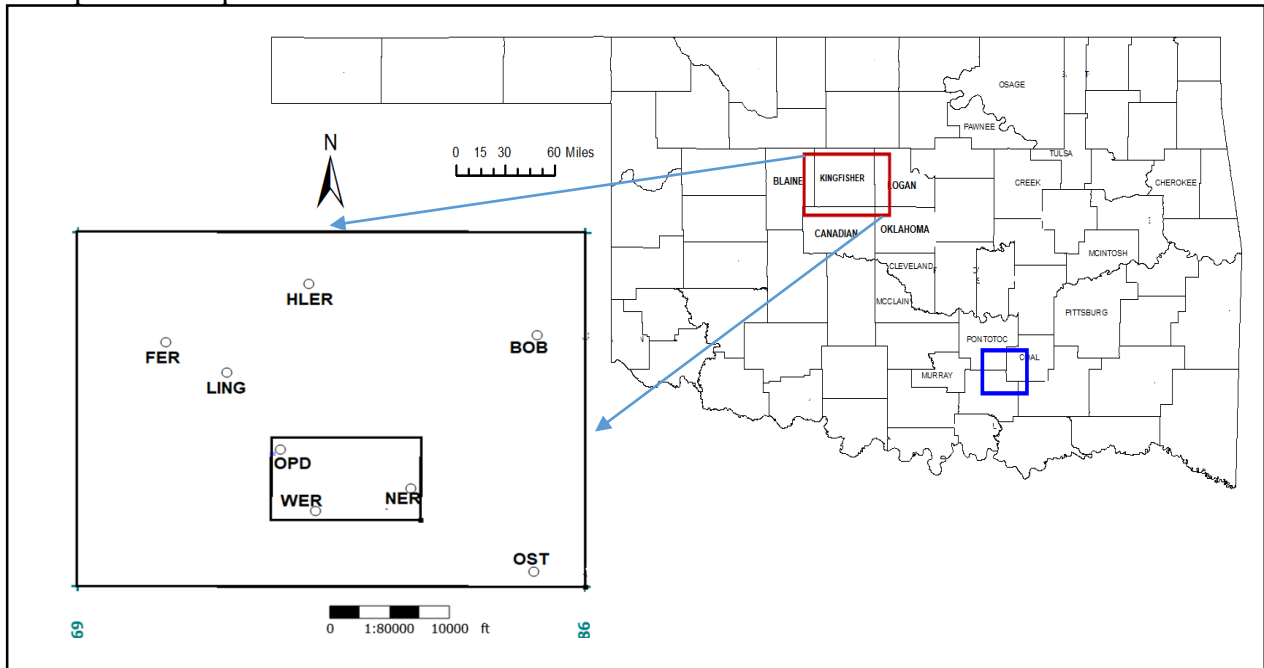 OSAGE
PAWNEE
N
0 15 30 60 Miles
TULSA
BLAINE
KINGFISHER
LOGAN
CREEK
CHEROKEE
CANADIAN
OKLAHOMA
MCINTOSH
CLEVELAND
MCCLAIN
HLER
PITTSBURG
BOB
PONTOTOC
FER
COAL
LING
MURRAY
OPD
WER
NER
OST
0 1:80000 10000 ft
69
86